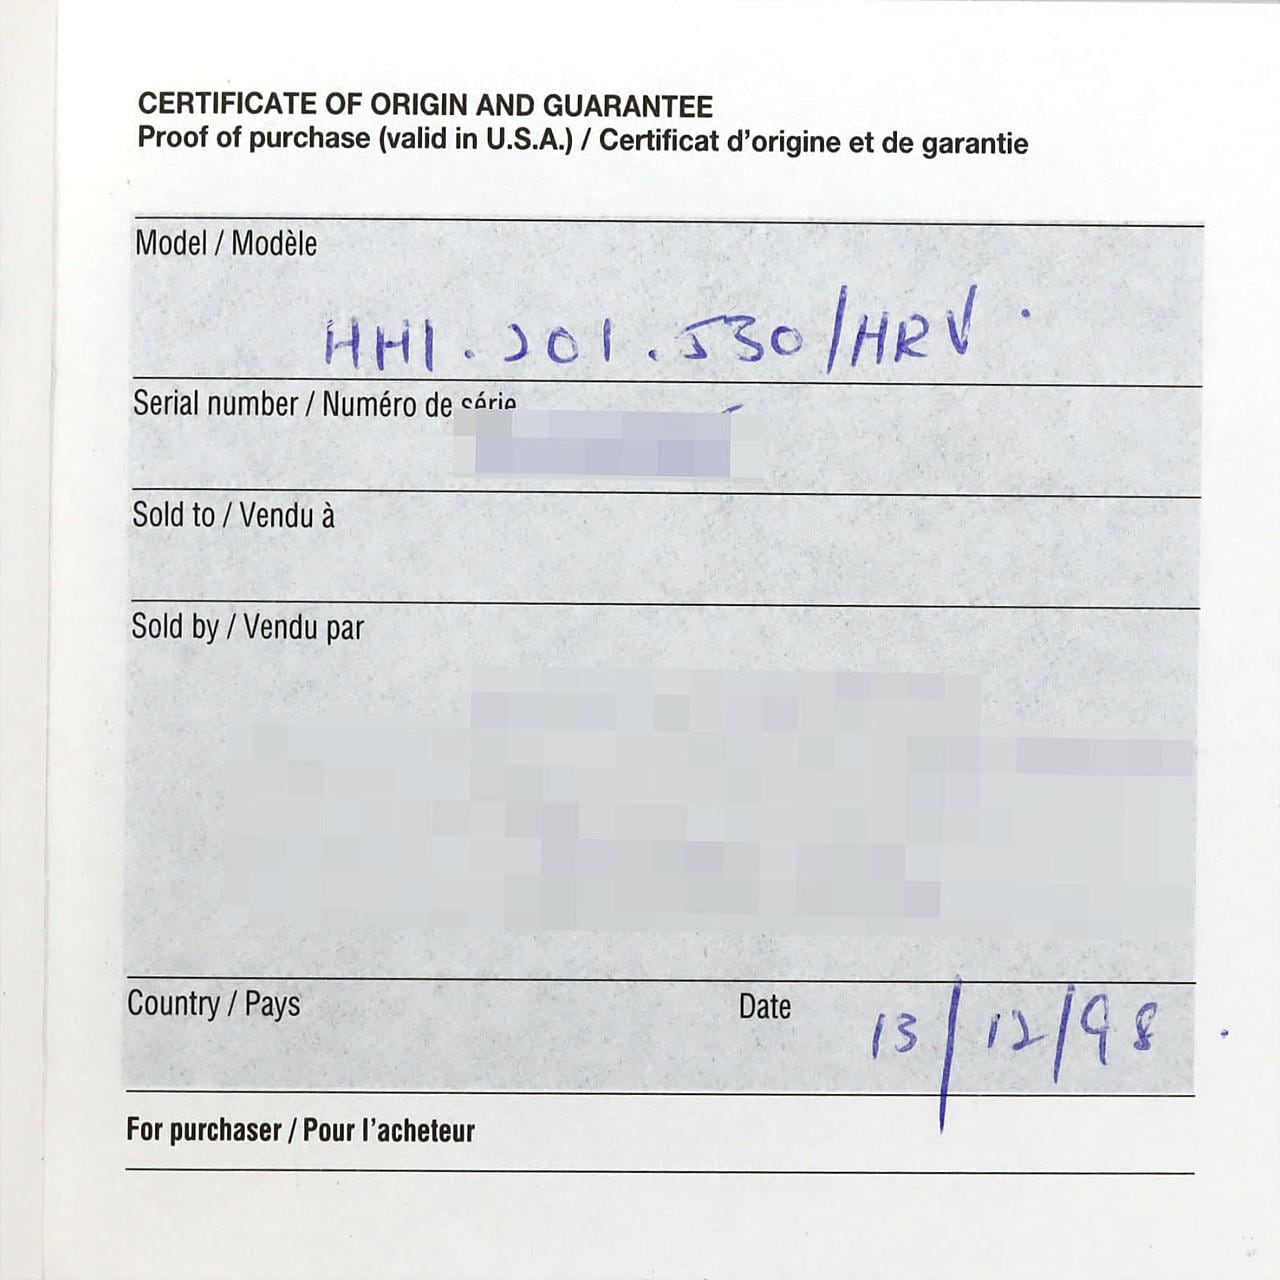 CERTIFICATE OF ORIGIN AND GUARANTEE
Proof of purchase (valid in U.S.A.) / Certificat d'origine et de garantie
Model / Modèle
HH1.201.530/HRV.
Serial number / Numéro de série
Sold to / Vendu à
Sold by / Vendu par
Country / Pays
Date 13/12/98.
For purchaser / Pour l'acheteur